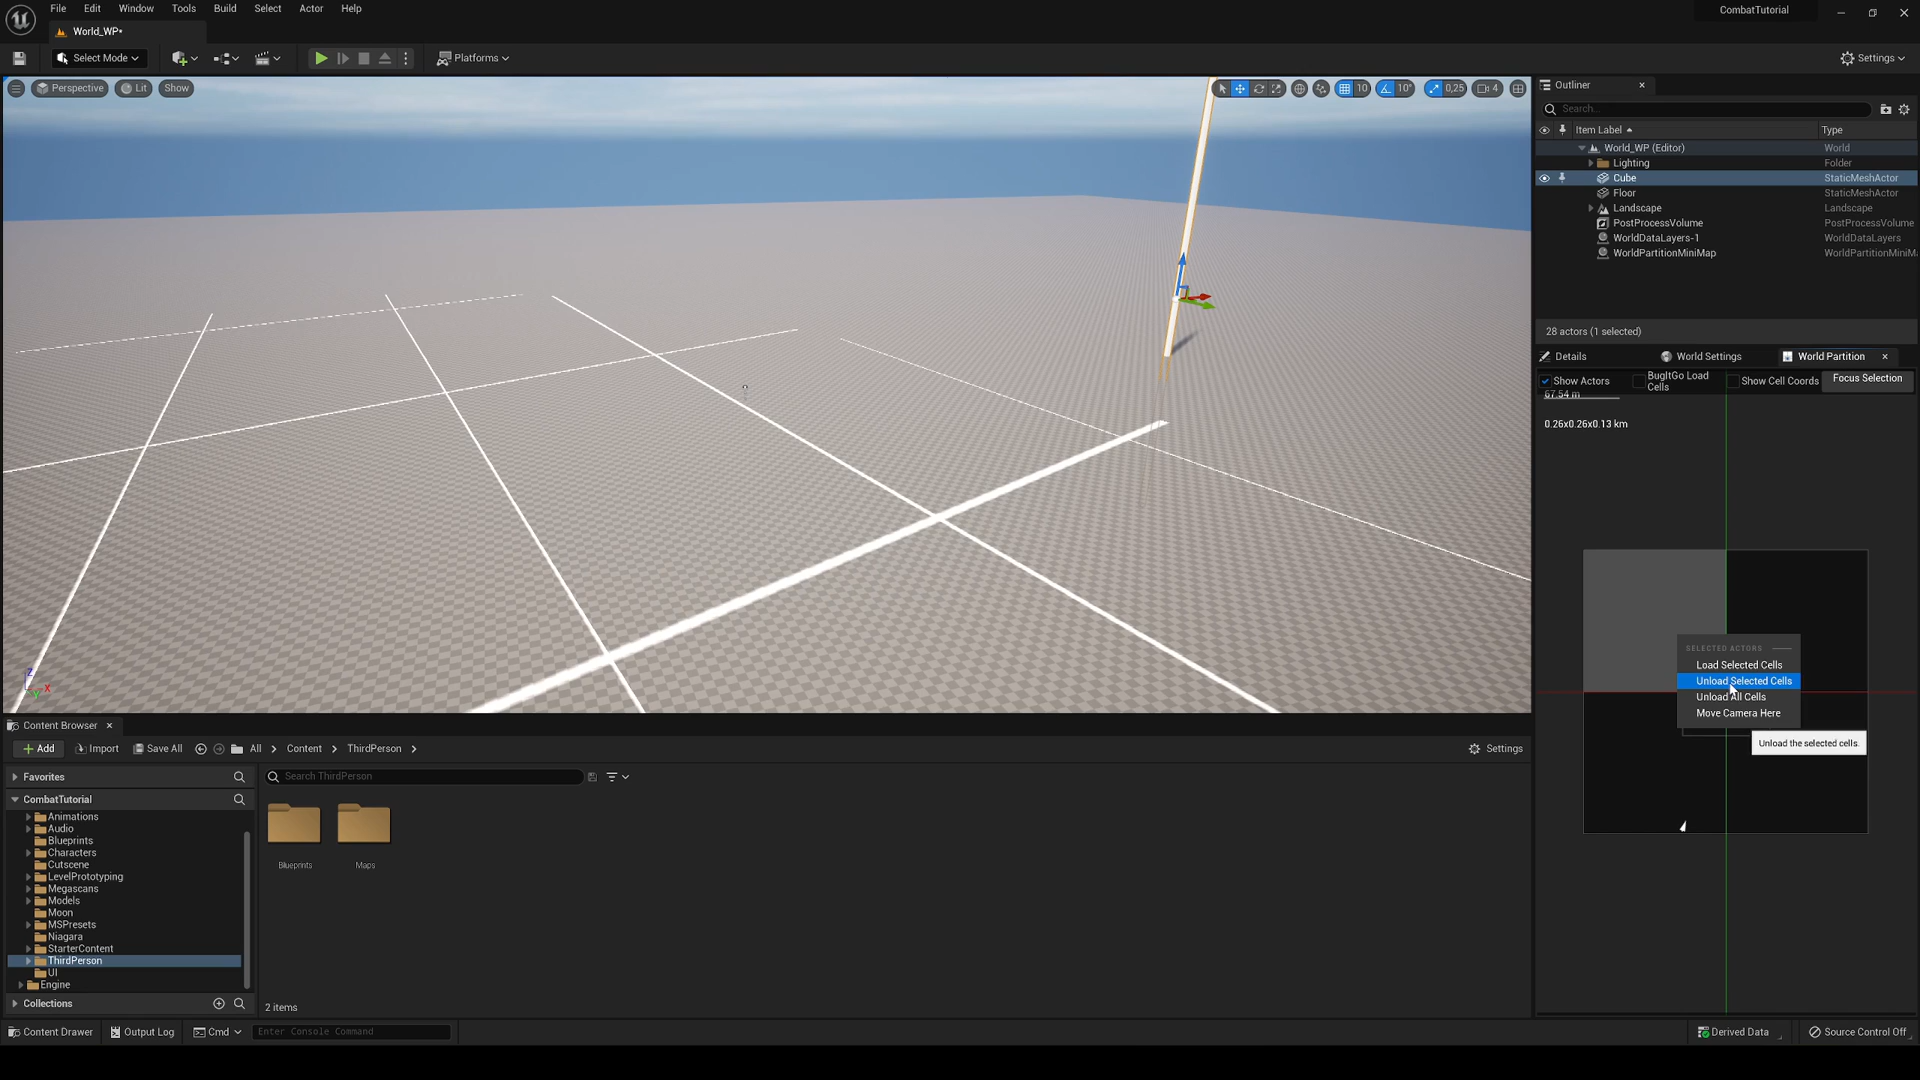 File Edit Window Tools Build Select Actor Help
CombatTutorial
World_WP*
Select Mode
Platforms
Settings
Perspective Lit Show
10 10° 0,25 4
Outliner
Search...
Item Label Type
World_WP (Editor) World
Lighting Folder
Cube StaticMeshActor
Floor StaticMeshActor
Landscape Landscape
PostProcessVolume PostProcessVolume
WorldDataLayers-1 WorldDataLayers
WorldPartitionMiniMap WorldPartitionMiniM
28 actors (1 selected)
Details World Settings World Partition
Show Actors BugItGo Load Cells Show Cell Coords Focus Selection
67.54 m
0.26x0.26x0.13 km
SELECTED ACTORS
Load Selected Cells
Unload Selected Cells
Unload All Cells
Move Camera Here
Unload the selected cells.
Z
X
Y
Content Browser
Add Import Save All All Content ThirdPerson Settings
Favorites
Search ThirdPerson
CombatTutorial
Animations
Audio
Blueprints
Characters
Cutscene
LevelPrototyping
Megascans
Models
Moon
MSPresets
Niagara
StarterContent
ThirdPerson
UI
Engine
Collections
Blueprints Maps
2 items
Content Drawer Output Log Cmd Enter Console Command Derived Data Source Control Off